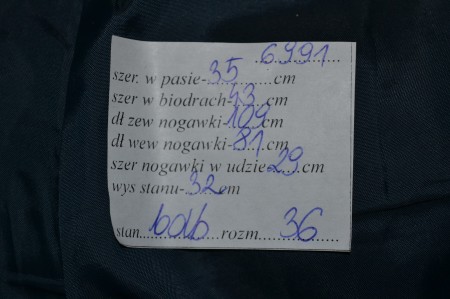 6991
szer. w pasie-35cm
szer w biodrach-43cm
dł zew nogawki-109cm
dł wew nogawki-81cm
szer nogawki w udzie 29cm
wys stanu-32cm
stan bdb rozm. 36